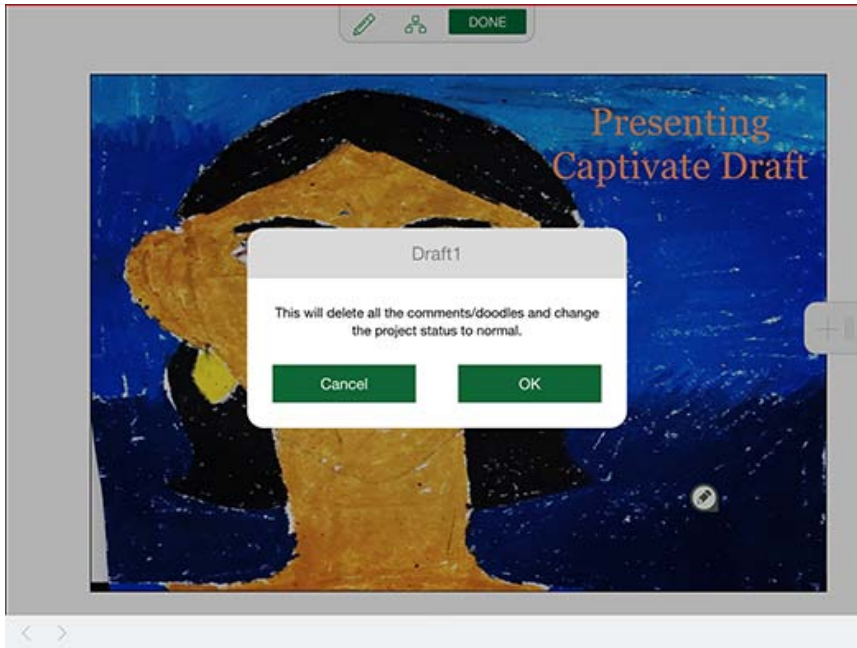 DONE
Presenting
Captivate Draft
Draft1
This will delete all the comments/doodles and change
the project status to normal.
Cancel
OK